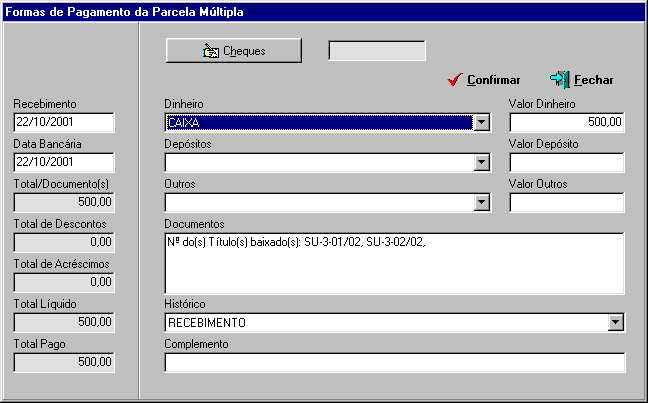 Formas de Pagamento da Parcela Múltipla
Cheques
Confirmar
Fechar
Recebimento
22/10/2001
Data Bancária
22/10/2001
Total/Documento(s)
500,00
Total de Descontos
0,00
Total de Acréscimos
0,00
Total Líquido
500,00
Total Pago
500,00
Dinheiro
CAIXA
Valor Dinheiro
500,00
Depósitos
Valor Depósito
Outros
Valor Outros
Documentos
Nº do(s) Título(s) baixado(s): SU-3-01/02, SU-3-02/02,
Histórico
RECEBIMENTO
Complemento